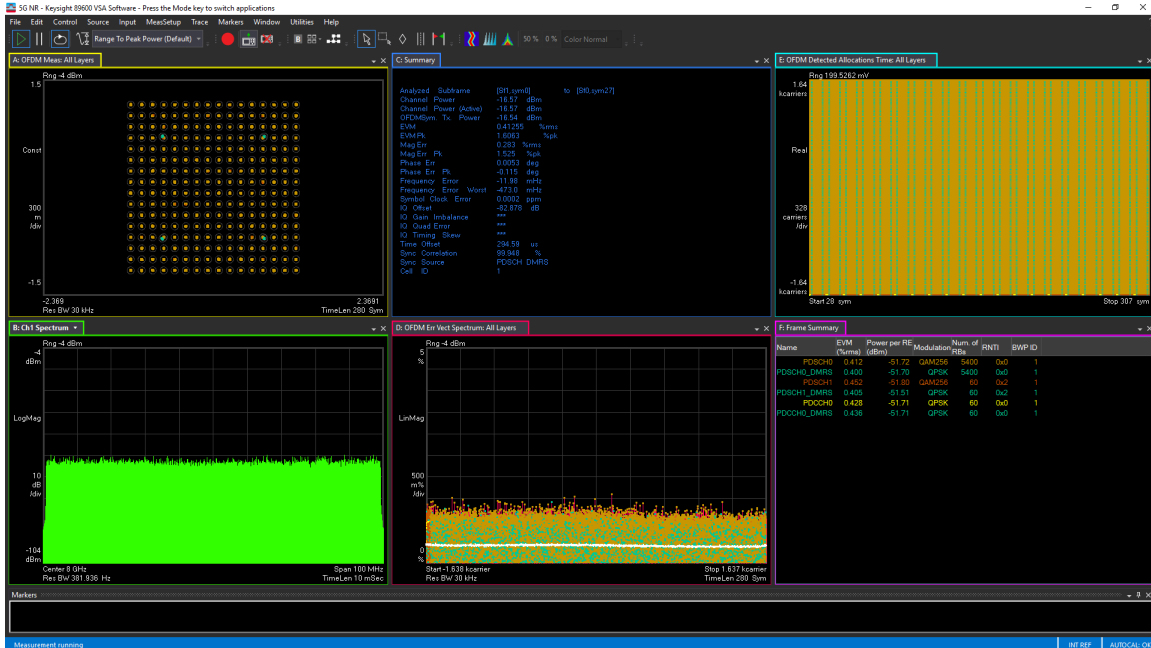 5G NR - Keysight 89600 VSA Software - Press the Mode key to switch applications
File Edit Control Source Input MeasSetup Trace Markers Window Utilities Help
Range To Peak Power (Default) 50 % 0 % Color Normal
A: OFDM Meas: All Layers
Rng -4 dBm
1.5
Const
300
m
/div
-1.5
-2.369 2.3691
Res BW 30 kHz TimeLen 280 Sym
C: Summary
Analyzed Subframe [Sf1,sym0] to [Sf0,sym27]
Channel Power -16.57 dBm
Channel Power (Active) -16.57 dBm
OFDMSym. Tx. Power -16.54 dBm
EVM 0.41255 %rms
EVM Pk 1.6063 %pk
Mag Err 0.283 %rms
Mag Err Pk 1.525 %pk
Phase Err 0.0053 deg
Phase Err Pk -0.115 deg
Frequency Error -11.98 mHz
Frequency Error Worst -473.0 mHz
Symbol Clock Error 0.0002 ppm
IQ Offset -82.878 dB
IQ Gain Imbalance ***
IQ Quad Error ***
IQ Timing Skew ***
Time Offset 294.59 us
Sync Correlation 99.948 %
Sync Source PDSCH DMRS
Cell ID 1
E: OFDM Detected Allocations Time: All Layers
Rng 199.5262 mV
1.64
kcarriers
Real
328
carriers
/div
-1.64
kcarriers
Start 28 sym Stop 307 sym
B: Ch1 Spectrum
Rng -4 dBm
-4
dBm
LogMag
10
dB
/div
-104
dBm
Center 8 GHz Span 100 MHz
Res BW 381.936 Hz TimeLen 10 mSec
D: OFDM Err Vect Spectrum: All Layers
Rng -4 dBm
5
%
LinMag
500
m%
/div
0
%
Start -1.638 kcarrier Stop 1.637 kcarrier
Res BW 30 kHz TimeLen 280 Sym
F: Frame Summary
Name EVM (%rms) Power per RE (dBm) Modulation Num. of RBs RNTI BWP ID
PDSCH0 0.412 -51.72 QAM256 5400 0x0 1
PDSCH0_DMRS 0.400 -51.70 QPSK 5400 0x0 1
PDSCH1 0.452 -51.80 QAM256 60 0x2 1
PDSCH1_DMRS 0.405 -51.51 QPSK 60 0x2 1
PDCCH0 0.428 -51.71 QPSK 60 0x0 1
PDCCH0_DMRS 0.436 -51.71 QPSK 60 0x0 1
Markers
Measurement running INT REF AUTOCAL: OK